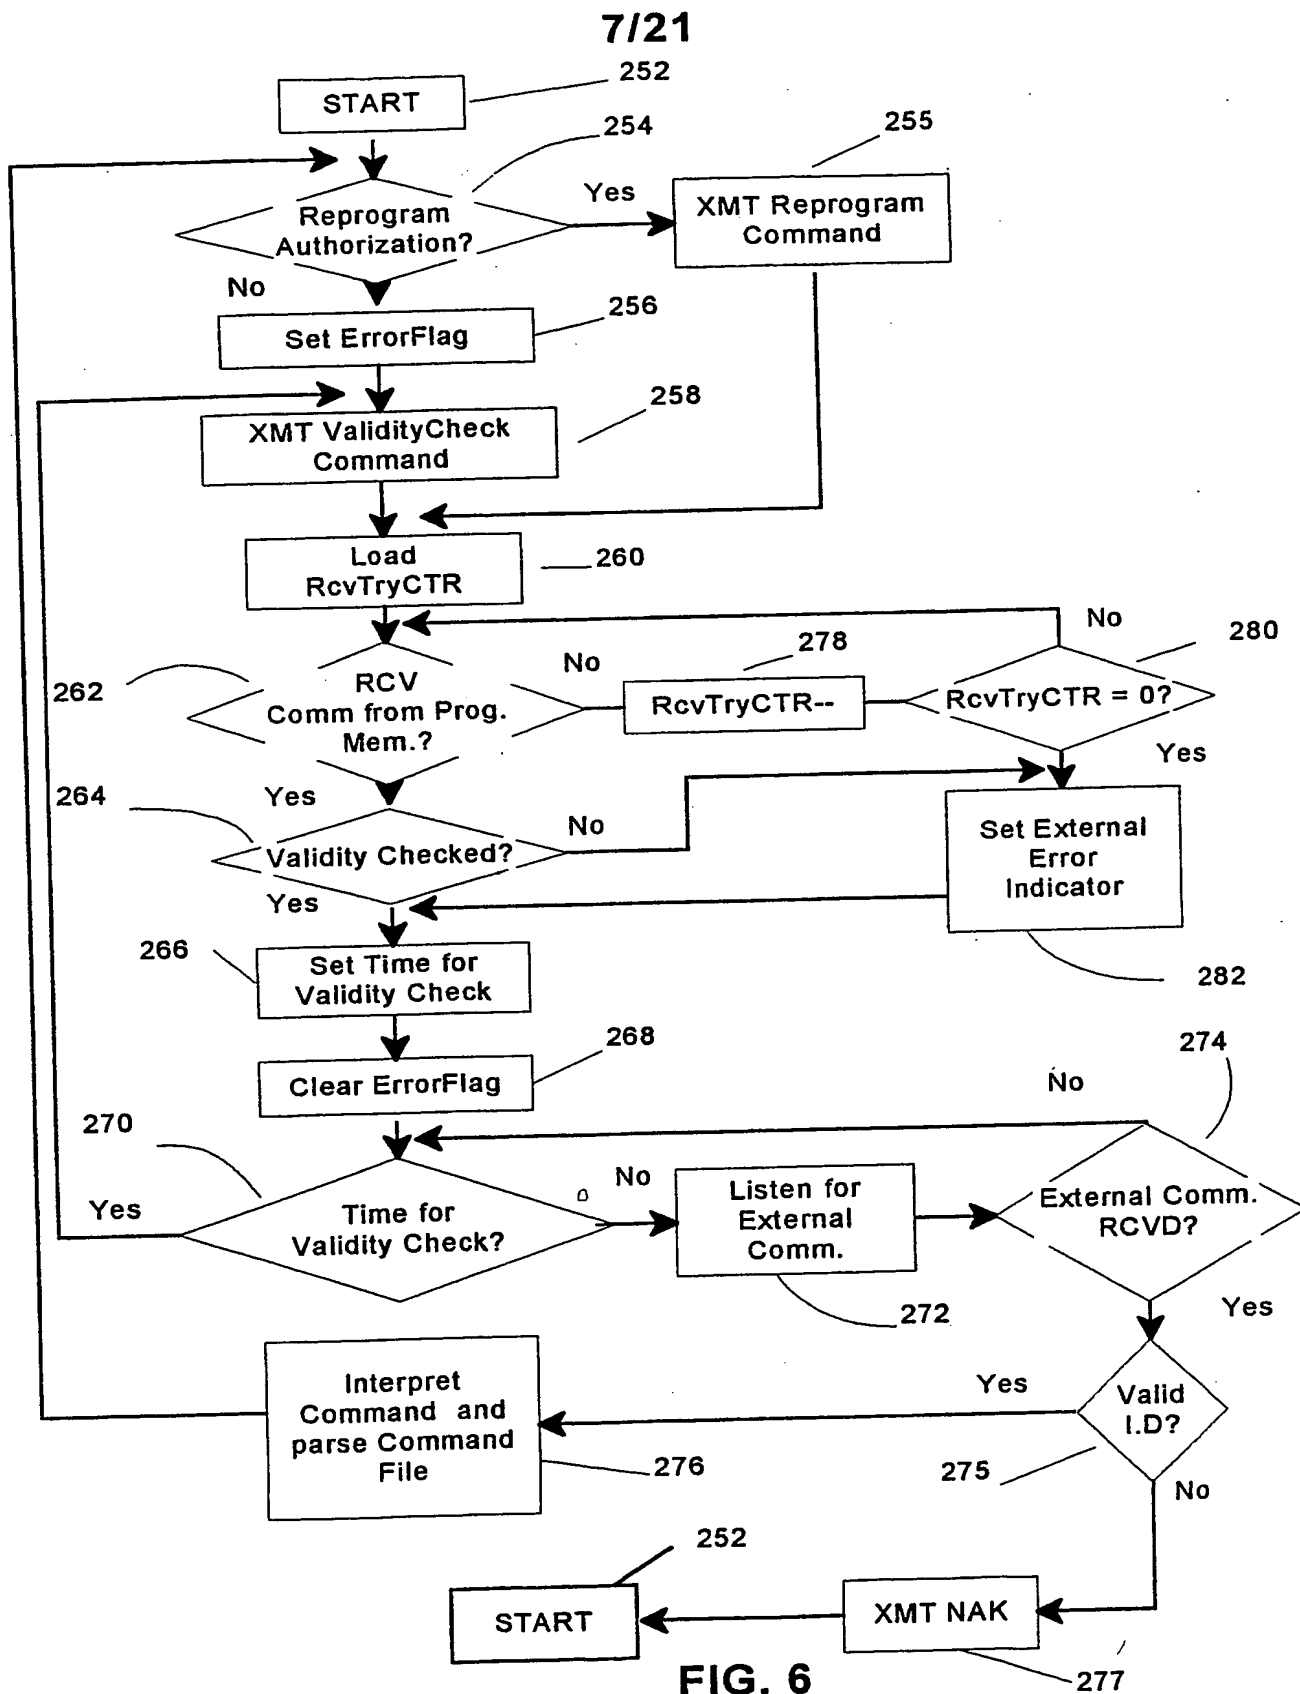 7/21
START
252
254
255
Reprogram
Authorization?
Yes
XMT Reprogram
Command
No
256
Set ErrorFlag
258
XMT ValidityCheck
Command
Load
RcvTryCTR
260
262
RCV
Comm from Prog.
Mem.?
No
278
RcvTryCTR--
No
280
RcvTryCTR = 0?
Yes
Yes
264
Validity Checked?
No
Set External
Error
Indicator
Yes
266
Set Time for
Validity Check
282
268
Clear ErrorFlag
274
No
270
Yes
Time for
Validity Check?
No
Listen for
External
Comm.
External Comm.
RCVD?
272
Yes
Interpret
Command and
parse Command
File
276
Yes
Valid
I.D?
275
No
252
START
XMT NAK
277
FIG. 6